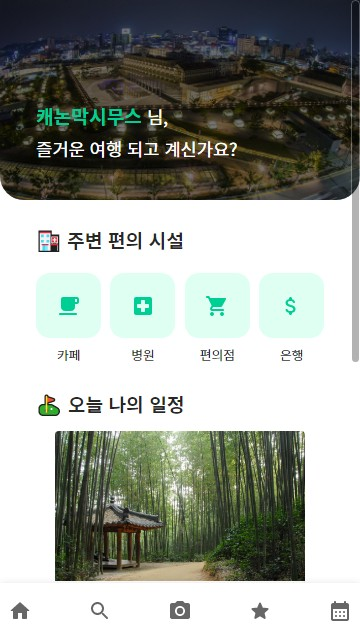 캐논막시무스 님,
즐거운 여행 되고 계신가요?
주변 편의 시설
카페
병원
편의점
은행
오늘 나의 일정